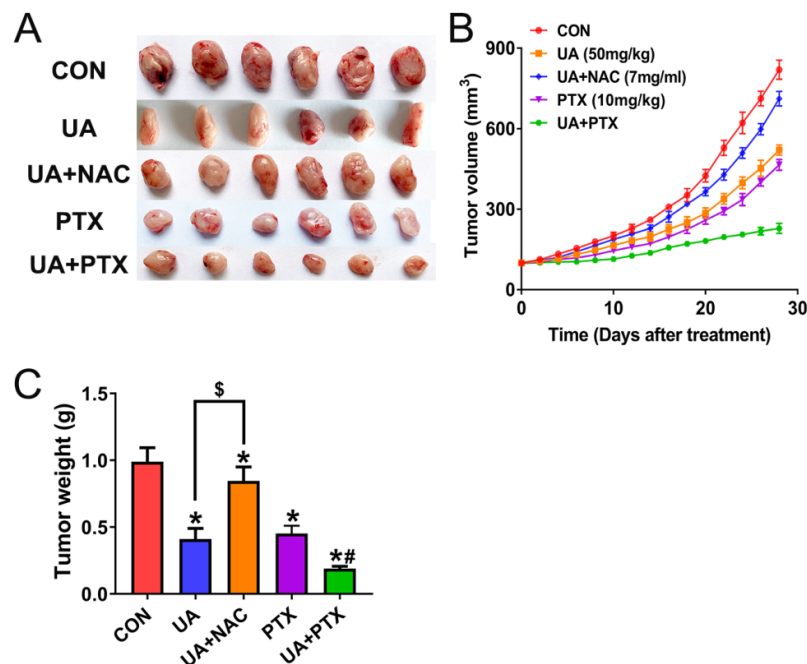 A
CON
UA
UA+NAC
PTX
UA+PTX
B
CON
UA (50mg/kg)
UA+NAC (7mg/ml)
PTX (10mg/kg)
UA+PTX
Tumor volume (mm³)
900
600
300
0
0 10 20 30
Time (Days after treatment)
C
Tumor weight (g)
1.5
1.0
0.5
0.0
$
*
*
*
*#
CON UA UA+NAC PTX UA+PTX